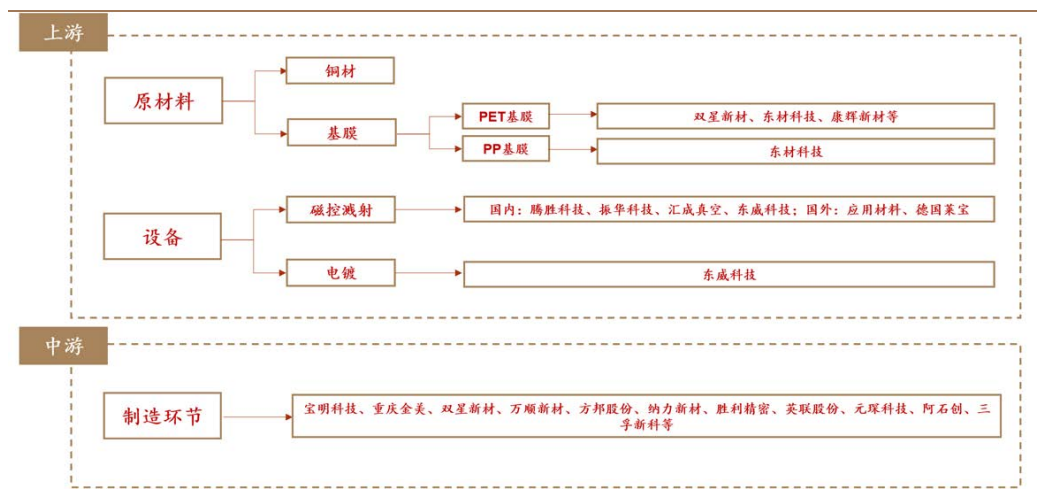 上游
原材料
铜材
基膜
PET基膜
双星新材、东材科技、康辉新材等
PP基膜
东材科技
设备
磁控溅射
国内：腾胜科技、振华科技、汇成真空、东威科技；国外：应用材料、德国莱宝
电镀
东威科技
中游
制造环节
宝明科技、重庆金美、双星新材、万顺新材、方邦股份、纳力新材、胜利精密、英联股份、元琛科技、阿石创、三
孚新科等